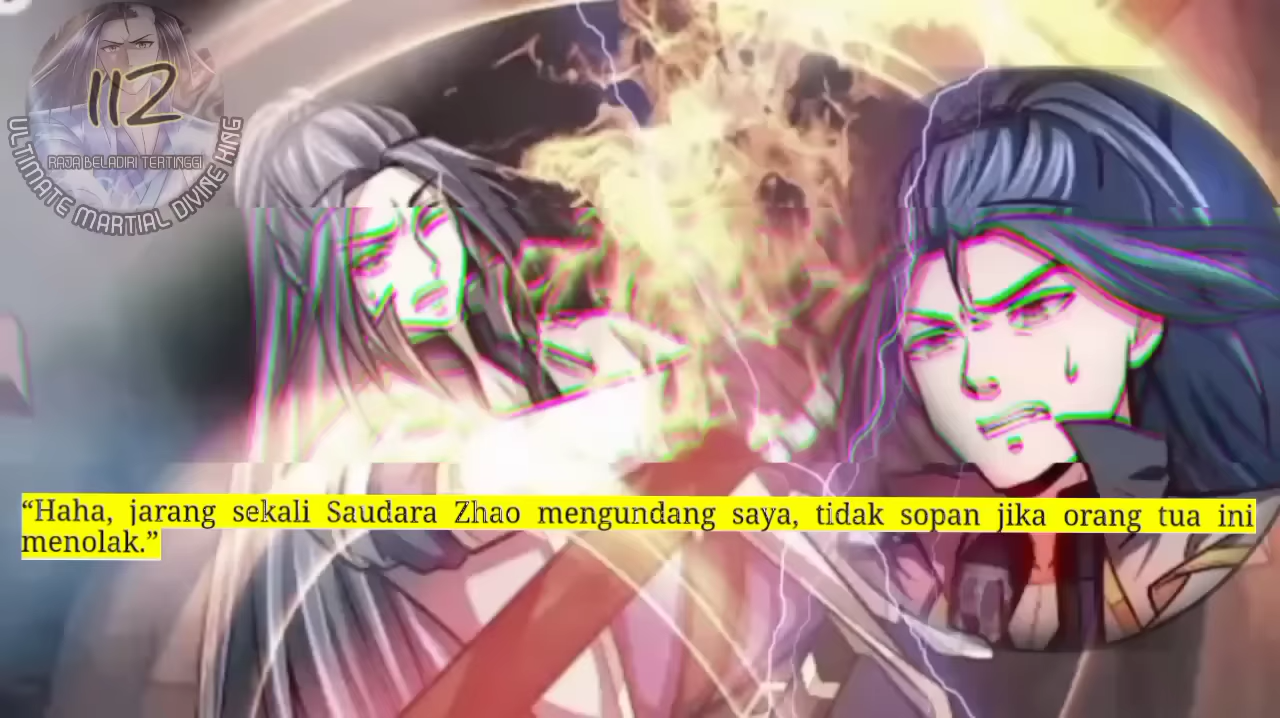 112
RAJA BELADIRI TERTINGGI
ULTIMATE MARTIAL DIVINE KING
“Haha, jarang sekali Saudara Zhao mengundang saya, tidak sopan jika orang tua ini
menolak.”